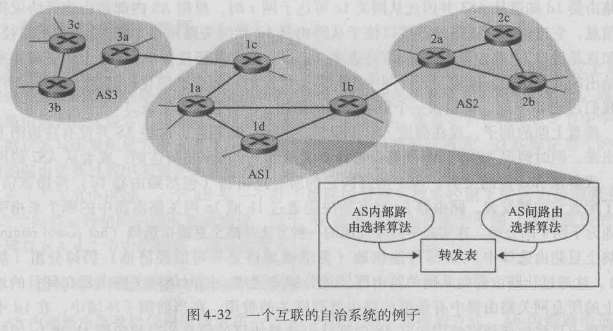 3c
3a
3b
AS3
1c
1a
1b
1d
AS1
2c
2a
2b
AS2
AS内部路
由选择算法
AS间路由
选择算法
转发表
图 4-32 一个互联的自治系统的例子